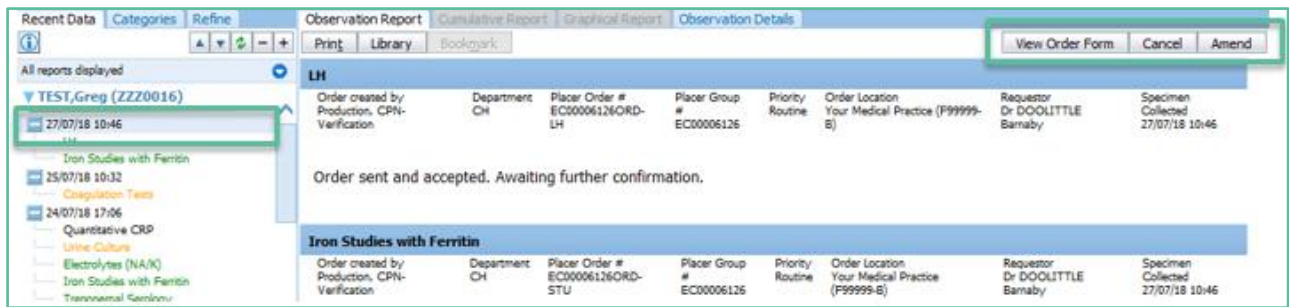 Recent Data Categories Refine
All reports displayed
TEST,Greg (ZZZ0016)
27/07/18 10:46
LH
Iron Studies with Ferritin
25/07/18 10:32
Coagulation Tests
24/07/18 17:06
Quantitative CRP
Urine Culture
Electrolytes (NA/K)
Iron Studies with Ferritin
Treponemal Serology
Observation Report Cumulative Report Graphical Report Observation Details
Print Library Bookmark View Order Form Cancel Amend
LH
Order created by Department Placer Order # Placer Group Priority Order Location Requestor Specimen
Production, CPN- CH EC00006126ORD- # Routine Your Medical Practice (F99999- Dr DOOLITTLE Collected
Verification LH EC00006126 B) Barnaby 27/07/18 10:46
Order sent and accepted. Awaiting further confirmation.
Iron Studies with Ferritin
Order created by Department Placer Order # Placer Group Priority Order Location Requestor Specimen
Production, CPN- CH EC00006126ORD- # Routine Your Medical Practice Dr DOOLITTLE Collected
Verification STU EC00006126 (F99999-B) Barnaby 27/07/18 10:46